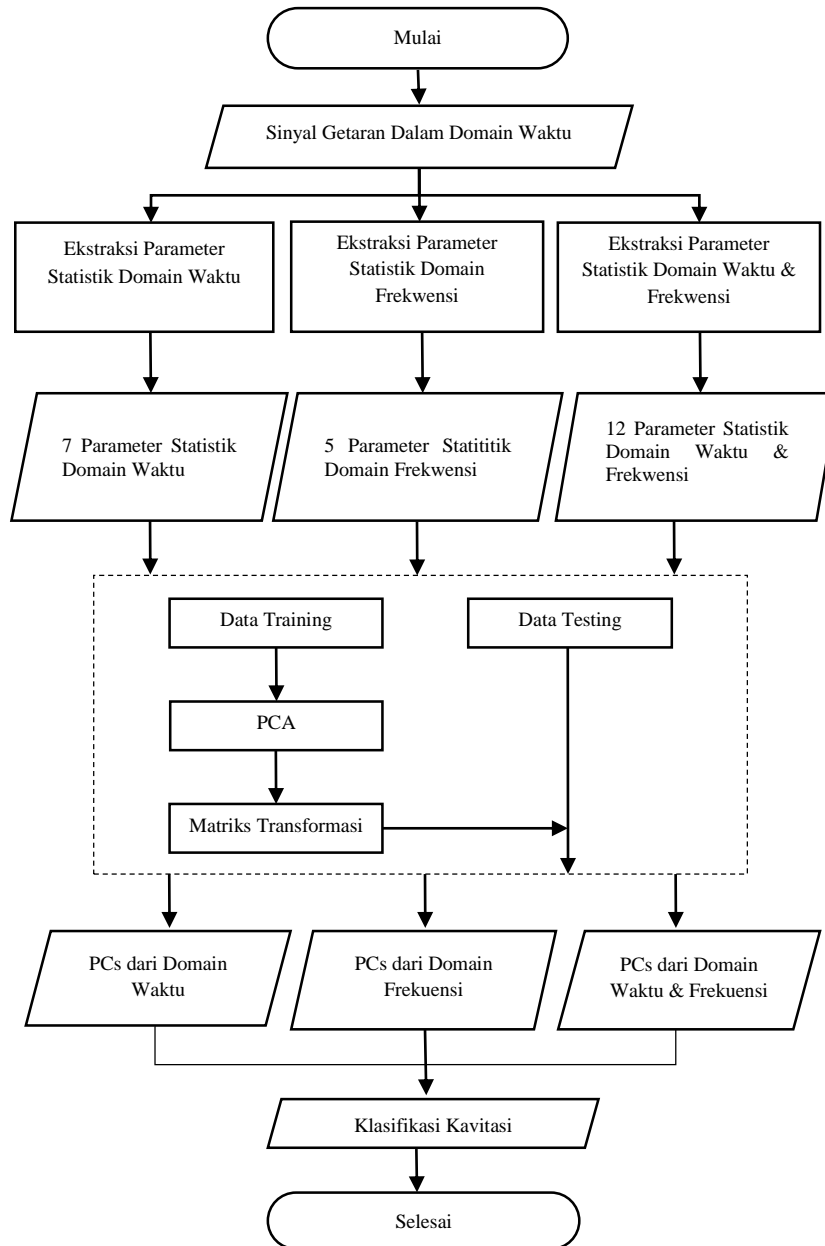 Mulai
Sinyal Getaran Dalam Domain Waktu
Ekstraksi Parameter
Statistik Domain Waktu
Ekstraksi Parameter
Statistik Domain
Frekwensi
Ekstraksi Parameter
Statistik Domain Waktu &
Frekwensi
7 Parameter Statistik
Domain Waktu
5 Parameter Statititik
Domain Frekwensi
12 Parameter Statistik
Domain Waktu &
Frekwensi
Data Training
Data Testing
PCA
Matriks Transformasi
PCs dari Domain
Waktu
PCs dari Domain
Frekuensi
PCs dari Domain
Waktu & Frekuensi
Klasifikasi Kavitasi
Selesai